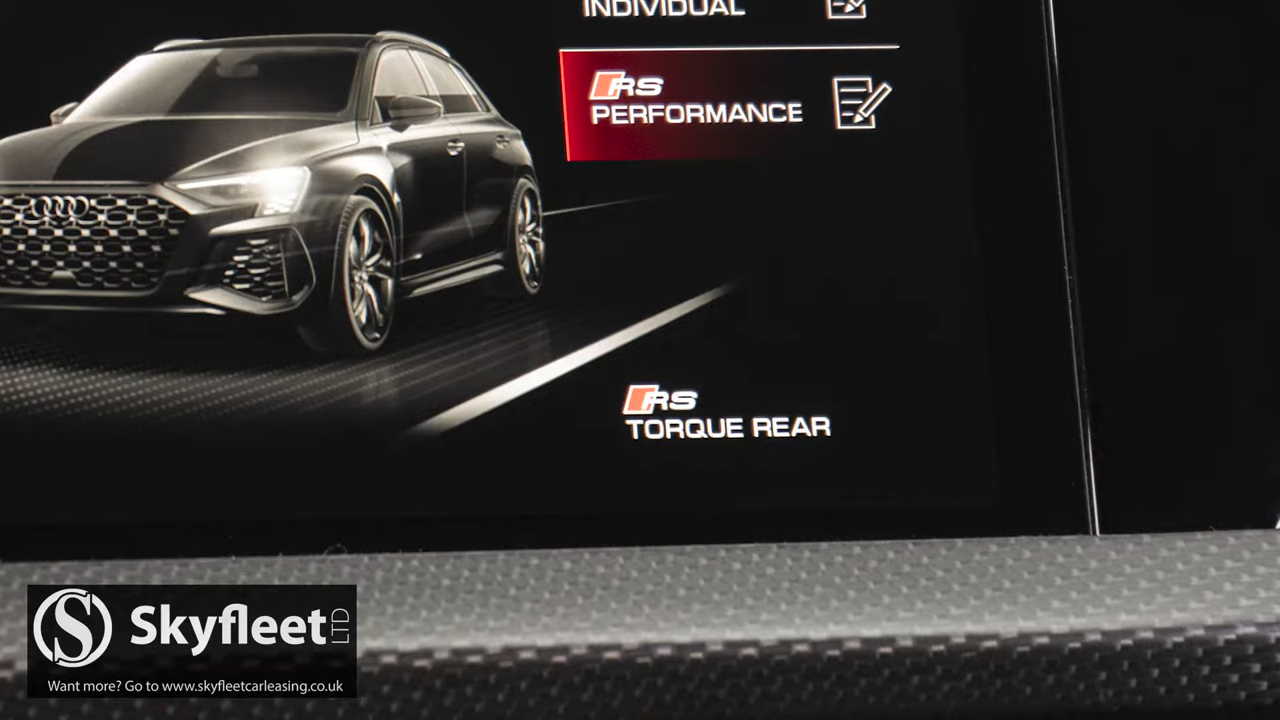 INDIVIDUAL
RS
PERFORMANCE
RS
TORQUE REAR
S Skyfleet LTD
Want more? Go to www.skyfleetcarleasing.co.uk